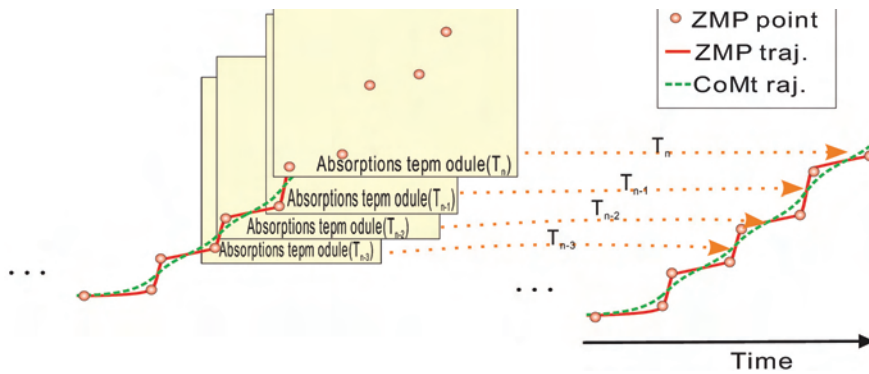 ZMP point
ZMP traj.
CoMt raj.
Absorptions tepm odule(Tn)
Absorptions tepm odule(Tn-1)
Absorptions tepm odule(Tn-2)
Absorptions tepm odule(Tn-3)
Tn
Tn-1
Tn-2
Tn-3
...
...
Time